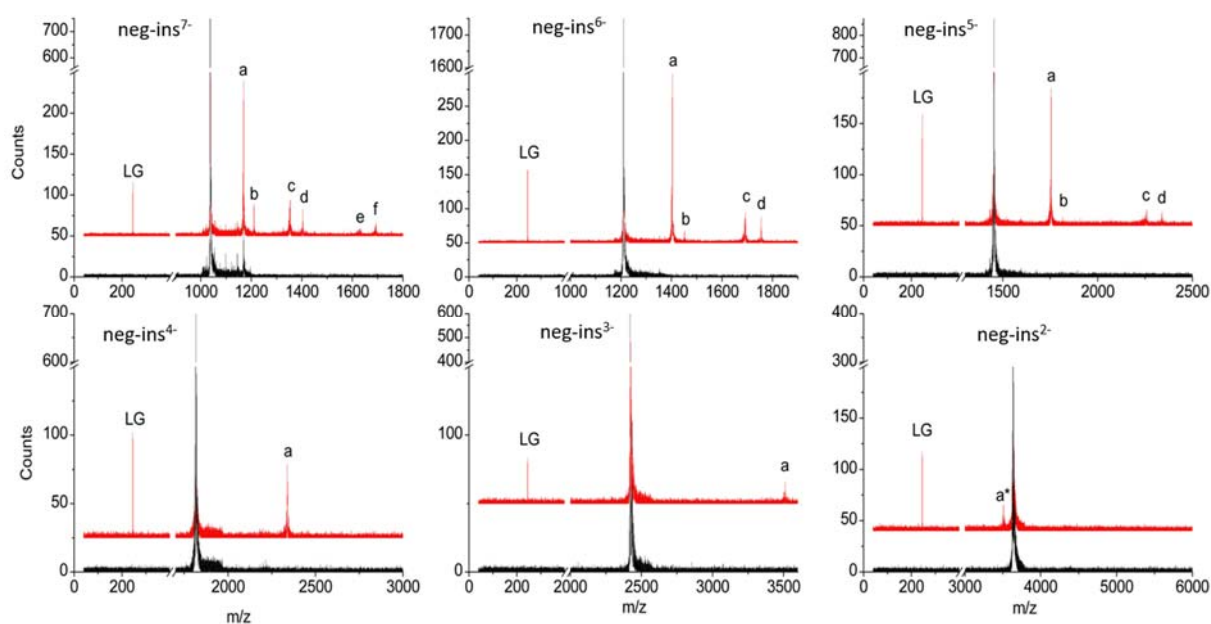 neg-ins⁷⁻
700
600
200
150
100
50
0
Counts
LG
a
b
c
d
e
f
0 200 1000 1200 1400 1600 1800
neg-ins⁶⁻
1700
1600
250
200
150
100
50
0
LG
a
b
c
d
0 200 1000 1200 1400 1600 1800
neg-ins⁵⁻
800
700
150
100
50
0
LG
a
b
c
d
0 200 1500 2000 2500
neg-ins⁴⁻
700
600
100
50
0
Counts
LG
a
0 200 2000 2500 3000
m/z
neg-ins³⁻
600
500
400
100
0
LG
a
0 200 2000 2500 3000 3500
m/z
neg-ins²⁻
400
300
150
100
50
0
LG
a*
0 200 3000 4000 5000 6000
m/z